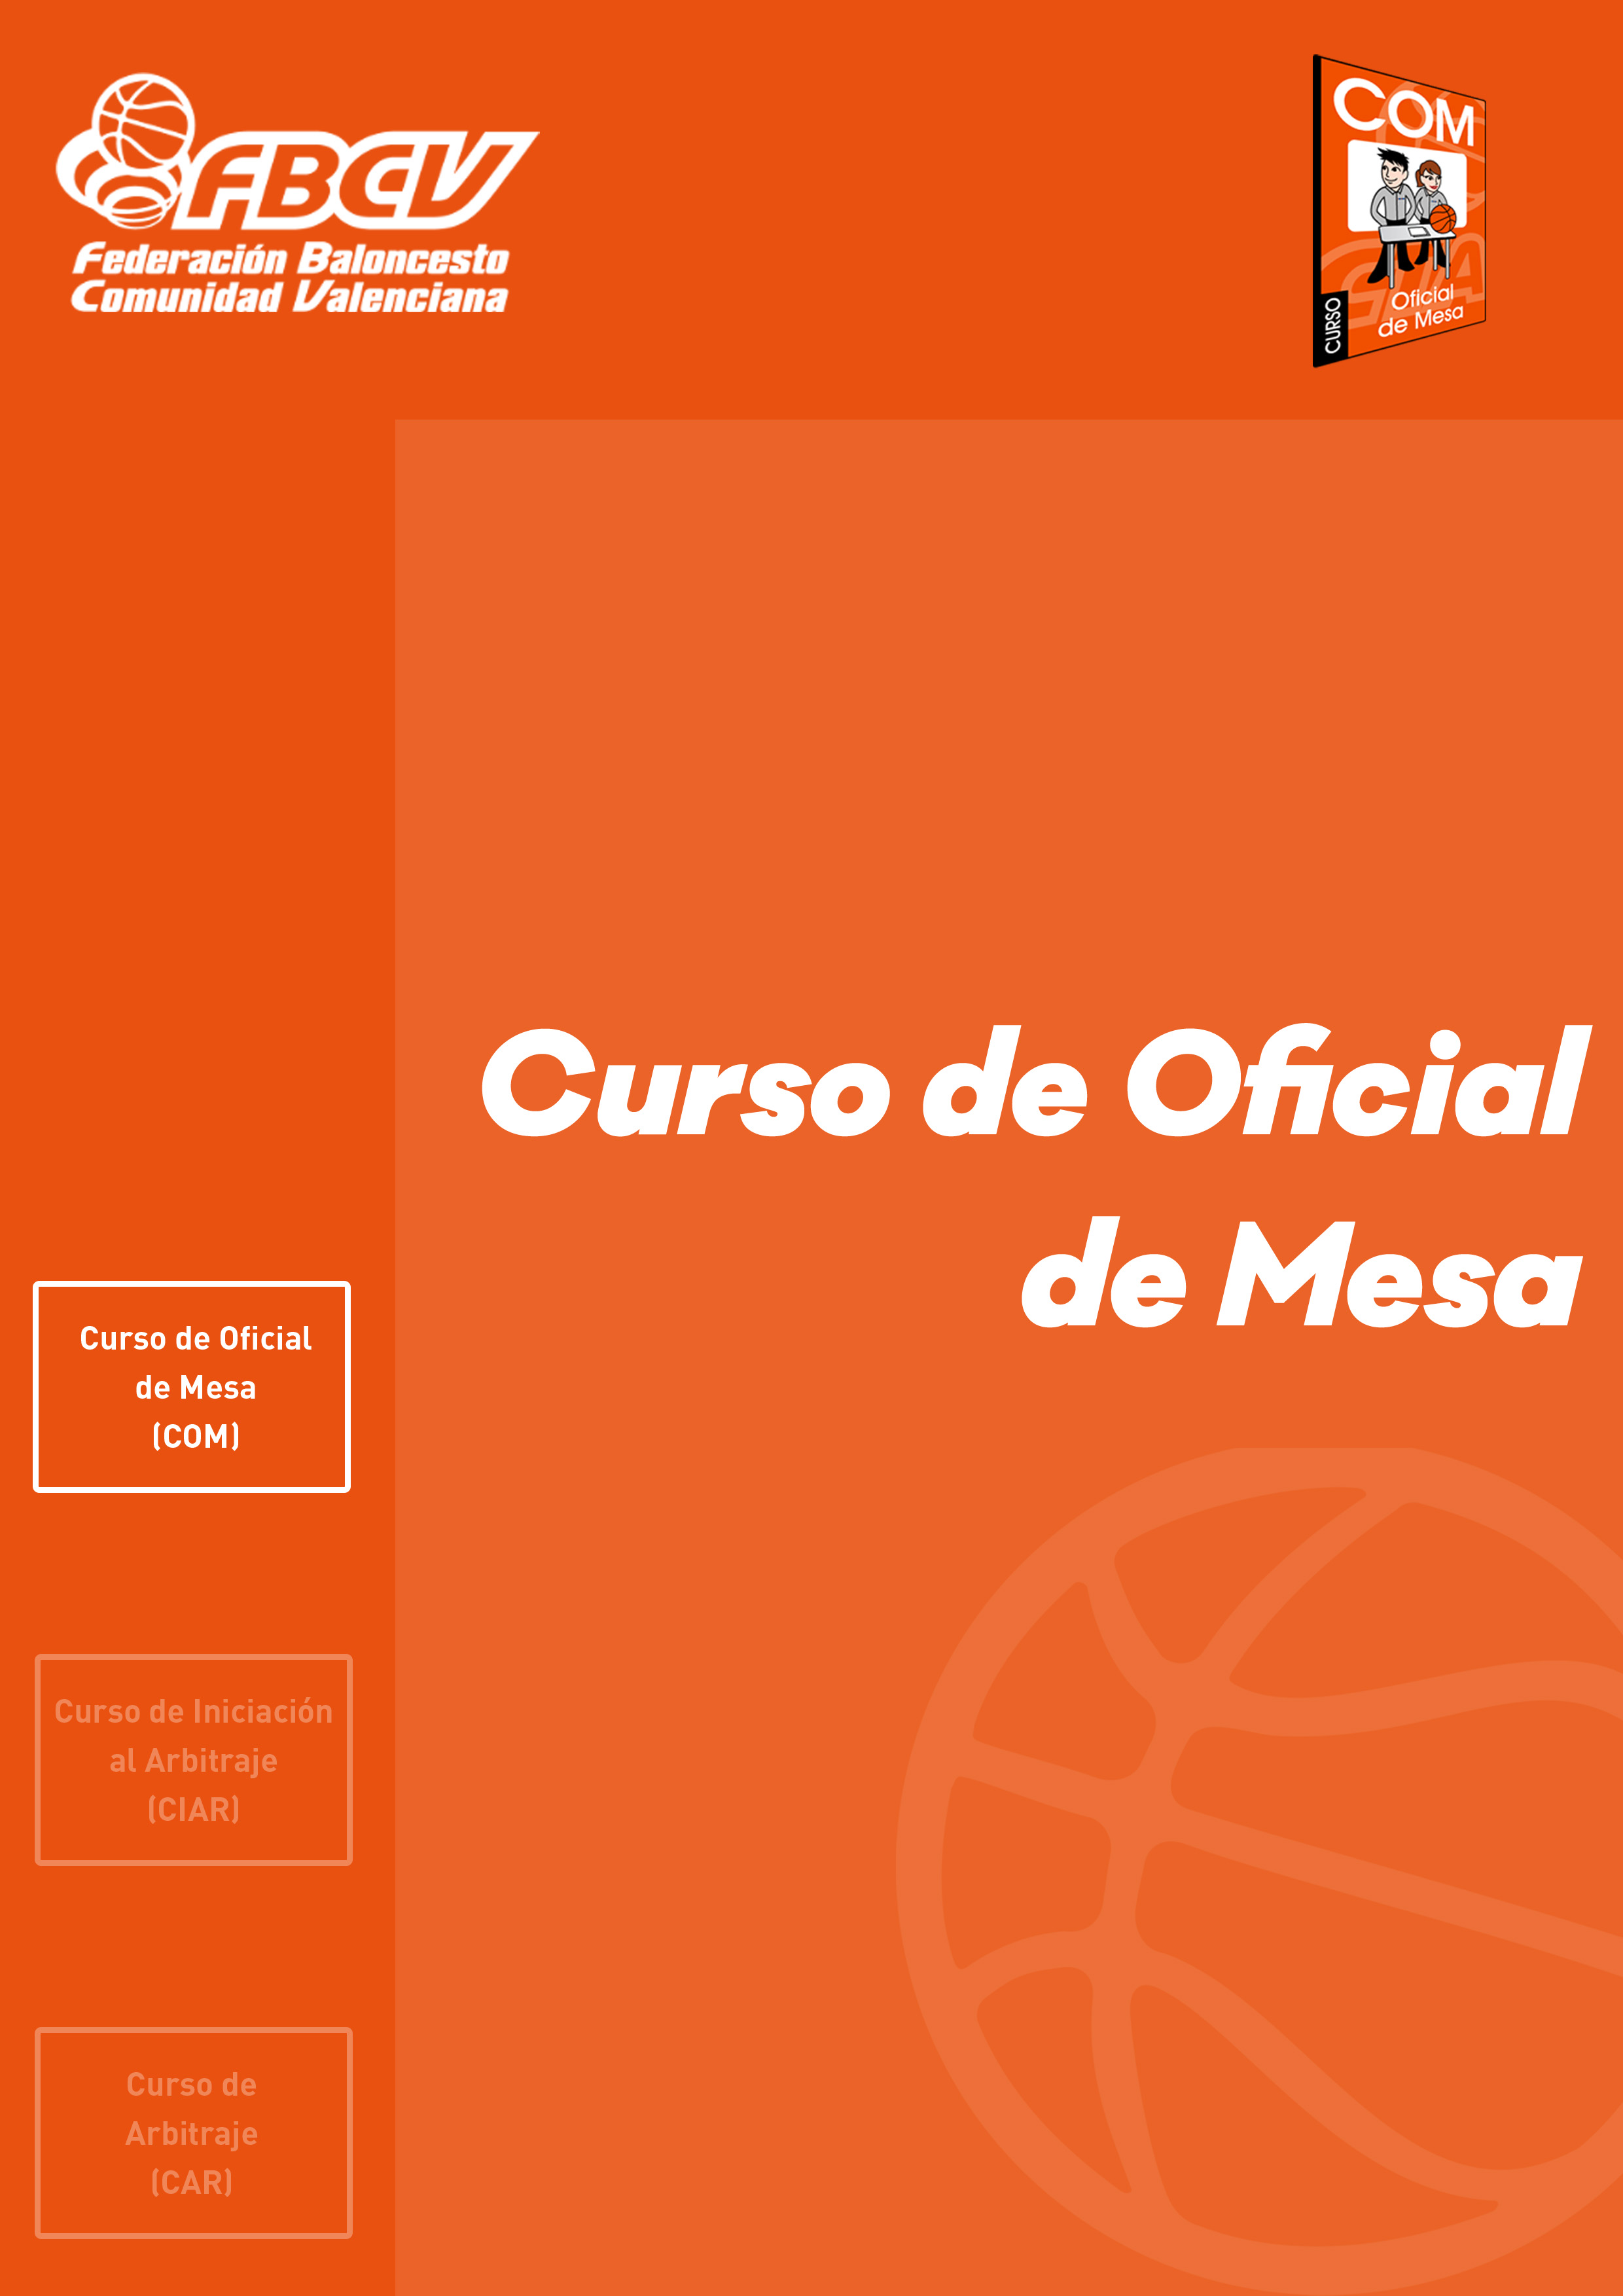 FBCV
Federación Baloncesto
Comunidad Valenciana
COM
Oficial
de Mesa
CURSO
Curso de Oficial
de Mesa
Curso de Oficial
de Mesa
(COM)
Curso de Iniciación
al Arbitraje
(CIAR)
Curso de
Arbitraje
(CAR)